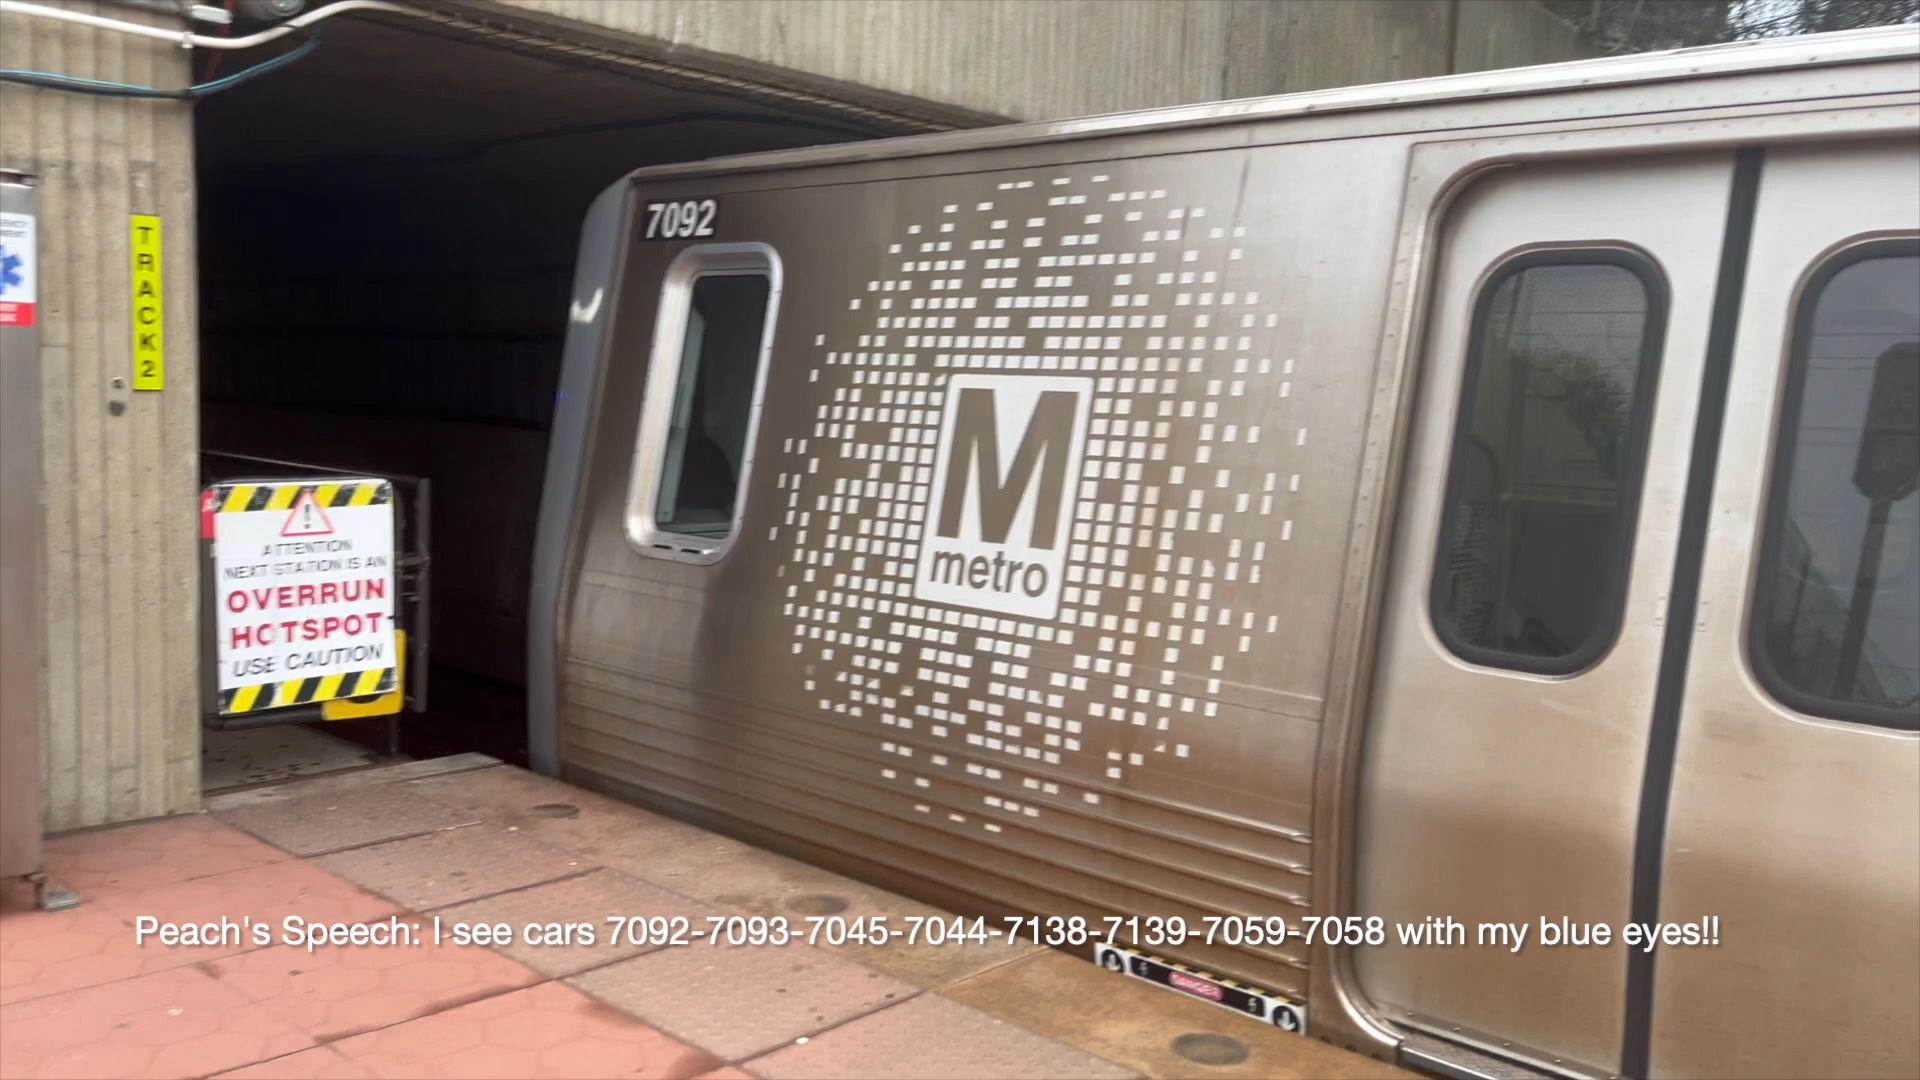 7092
TRACK 2
M
metro
!
ATTENTION
NEXT STATION IS AN
OVERRUN
HOTSPOT
USE CAUTION
Peach's Speech: I see cars 7092-7093-7045-7044-7138-7139-7059-7058 with my blue eyes!!
DANGER